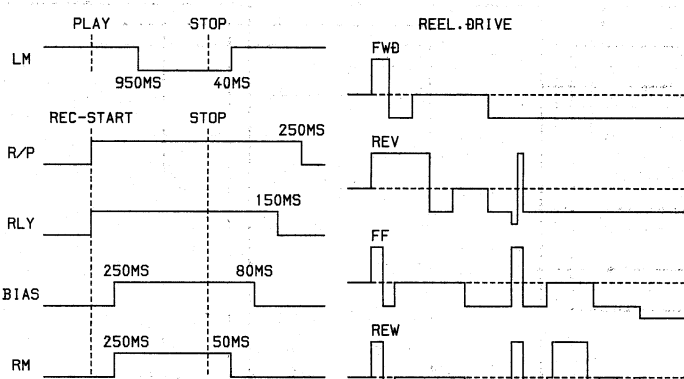 PLAY STOP
LM
950MS 40MS
REC-START STOP
250MS
R/P
150MS
RLY
250MS 80MS
BIAS
250MS 50MS
RM
REEL.DRIVE
FWD
REV
FF
REW